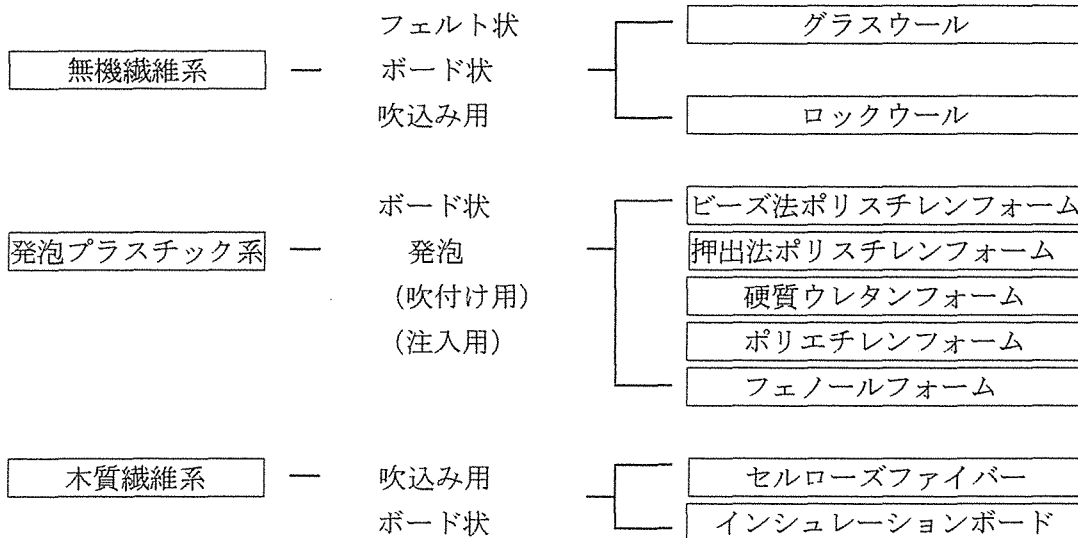 フェルト状 グラスウール
無機繊維系 ボード状
吹込み用 ロックウール
ボード状 ビーズ法ポリスチレンフォーム
発泡プラスチック系 発泡 押出法ポリスチレンフォーム
(吹付け用) 硬質ウレタンフォーム
(注入用) ポリエチレンフォーム
フェノールフォーム
木質繊維系 吹込み用 セルローズファイバー
ボード状 インシュレーションボード